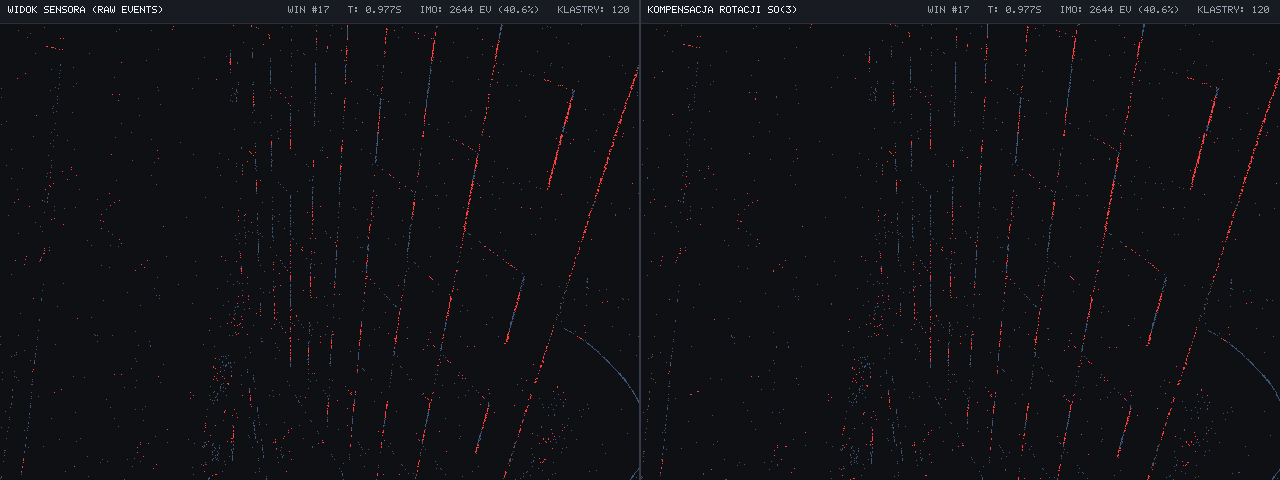 WIDOK SENSORA (RAW EVENTS) WIN #17 T: 0.977S IMO: 2644 EV (40.6%) KLASTRY: 120
KOMPENSACJA ROTACJI SO(3) WIN #17 T: 0.977S IMO: 2644 EV (40.6%) KLASTRY: 120